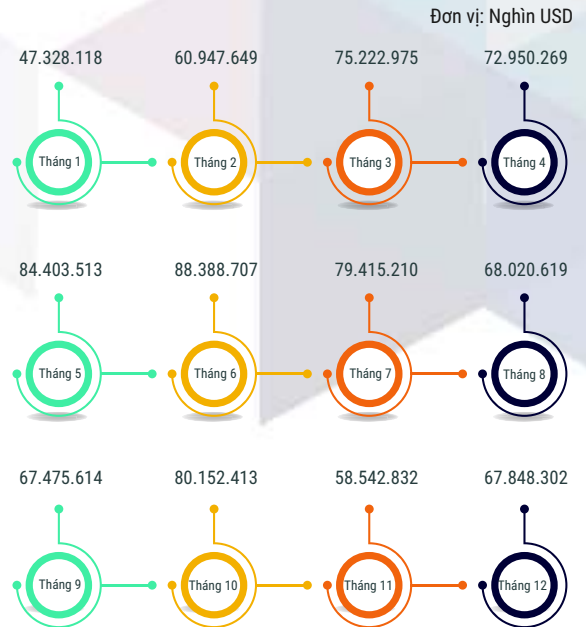 Đơn vị: Nghìn USD
47.328.118 60.947.649 75.222.975 72.950.269
Tháng 1 Tháng 2 Tháng 3 Tháng 4
84.403.513 88.388.707 79.415.210 68.020.619
Tháng 5 Tháng 6 Tháng 7 Tháng 8
67.475.614 80.152.413 58.542.832 67.848.302
Tháng 9 Tháng 10 Tháng 11 Tháng 12